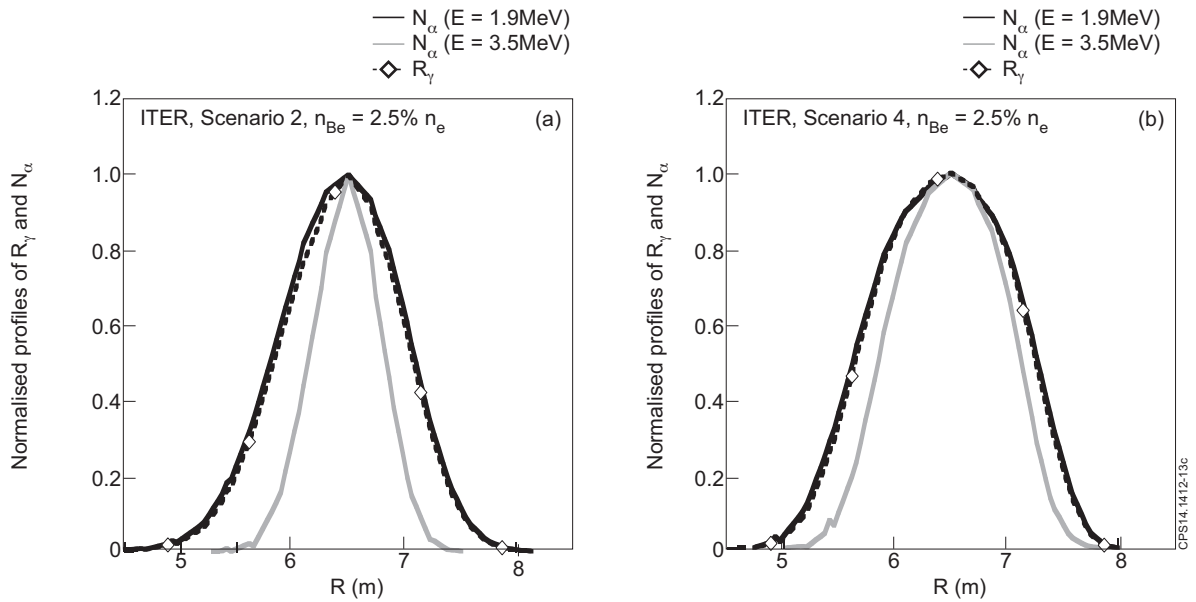 N_α (E = 1.9MeV)
N_α (E = 3.5MeV)
R_γ
1.2
ITER, Scenario 2, n_Be = 2.5% n_e
(a)
1.0
0.8
0.6
0.4
0.2
0
Normalised profiles of R_γ and N_α
5
6
7
8
R (m)
N_α (E = 1.9MeV)
N_α (E = 3.5MeV)
R_γ
1.2
ITER, Scenario 4, n_Be = 2.5% n_e
(b)
1.0
0.8
0.6
0.4
0.2
0
Normalised profiles of R_γ and N_α
5
6
7
8
R (m)
CPS14.1412-13c